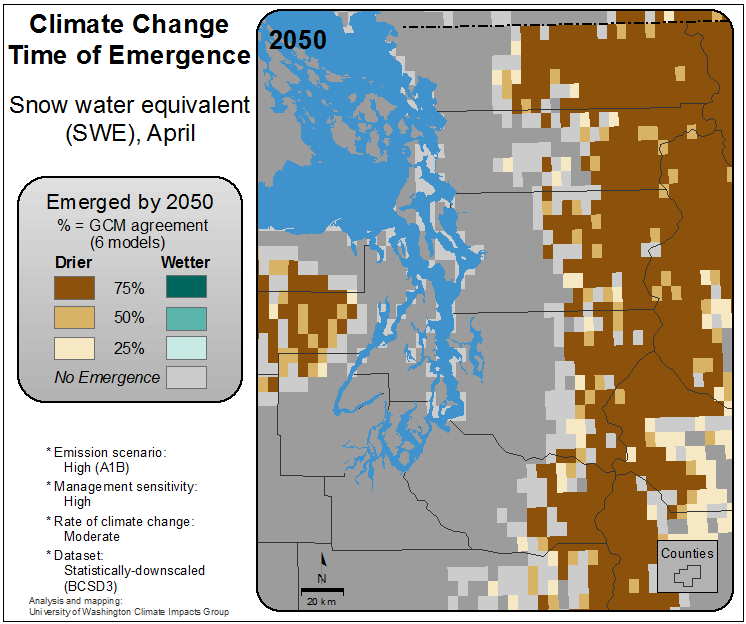 Climate Change
Time of Emergence
Snow water equivalent
(SWE), April
Emerged by 2050
% = GCM agreement
(6 models)
Drier Wetter
75%
50%
25%
No Emergence
* Emission scenario:
High (A1B)
* Management sensitivity:
High
* Rate of climate change:
Moderate
* Dataset:
Statistically-downscaled
(BCSD3)
Analysis and mapping:
University of Washington Climate Impacts Group
2050
N
20 km
Counties